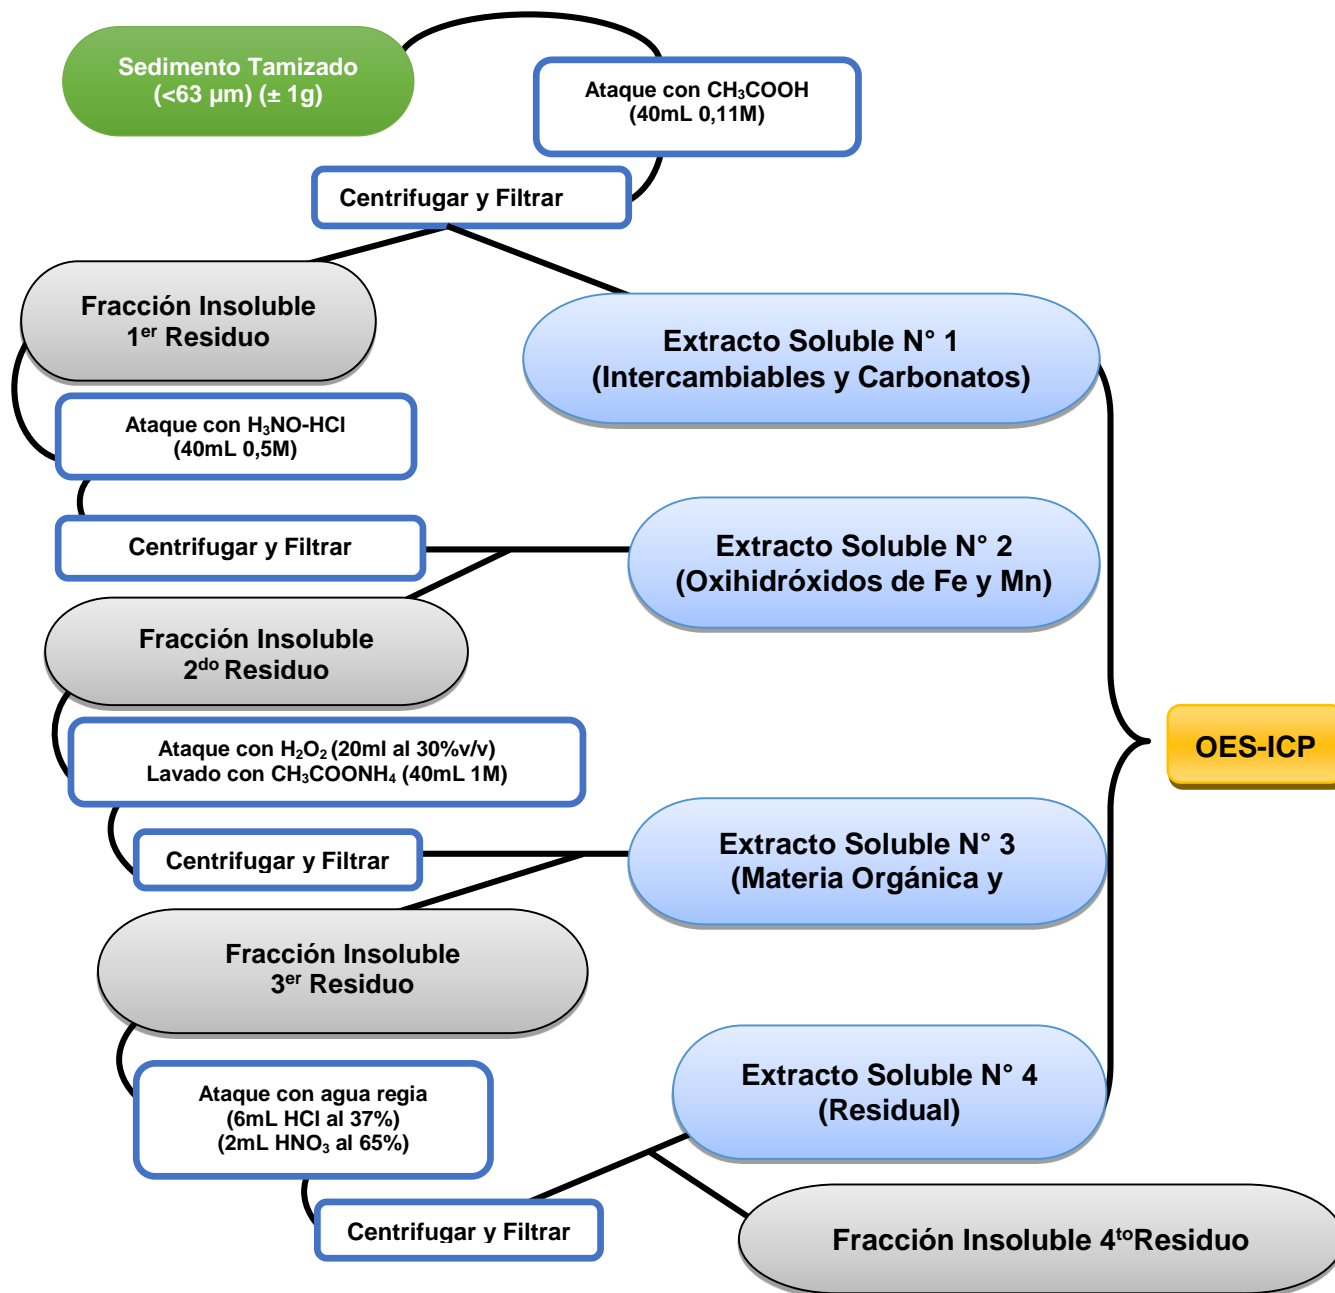 Sedimento Tamizado
(<63 µm) (± 1g)
Ataque con CH₃COOH
(40mL 0,11M)
Centrifugar y Filtrar
Fracción Insoluble
1ᵉʳ Residuo
Extracto Soluble N° 1
(Intercambiables y Carbonatos)
Ataque con H₃NO-HCl
(40mL 0,5M)
Centrifugar y Filtrar
Extracto Soluble N° 2
(Oxihidróxidos de Fe y Mn)
Fracción Insoluble
2ᵈᵒ Residuo
Ataque con H₂O₂ (20ml al 30%v/v)
Lavado con CH₃COONH₄ (40mL 1M)
OES-ICP
Centrifugar y Filtrar
Extracto Soluble N° 3
(Materia Orgánica y
Fracción Insoluble
3ᵉʳ Residuo
Ataque con agua regia
(6mL HCl al 37%)
(2mL HNO₃ al 65%)
Extracto Soluble N° 4
(Residual)
Centrifugar y Filtrar
Fracción Insoluble 4ᵗᵒResiduo